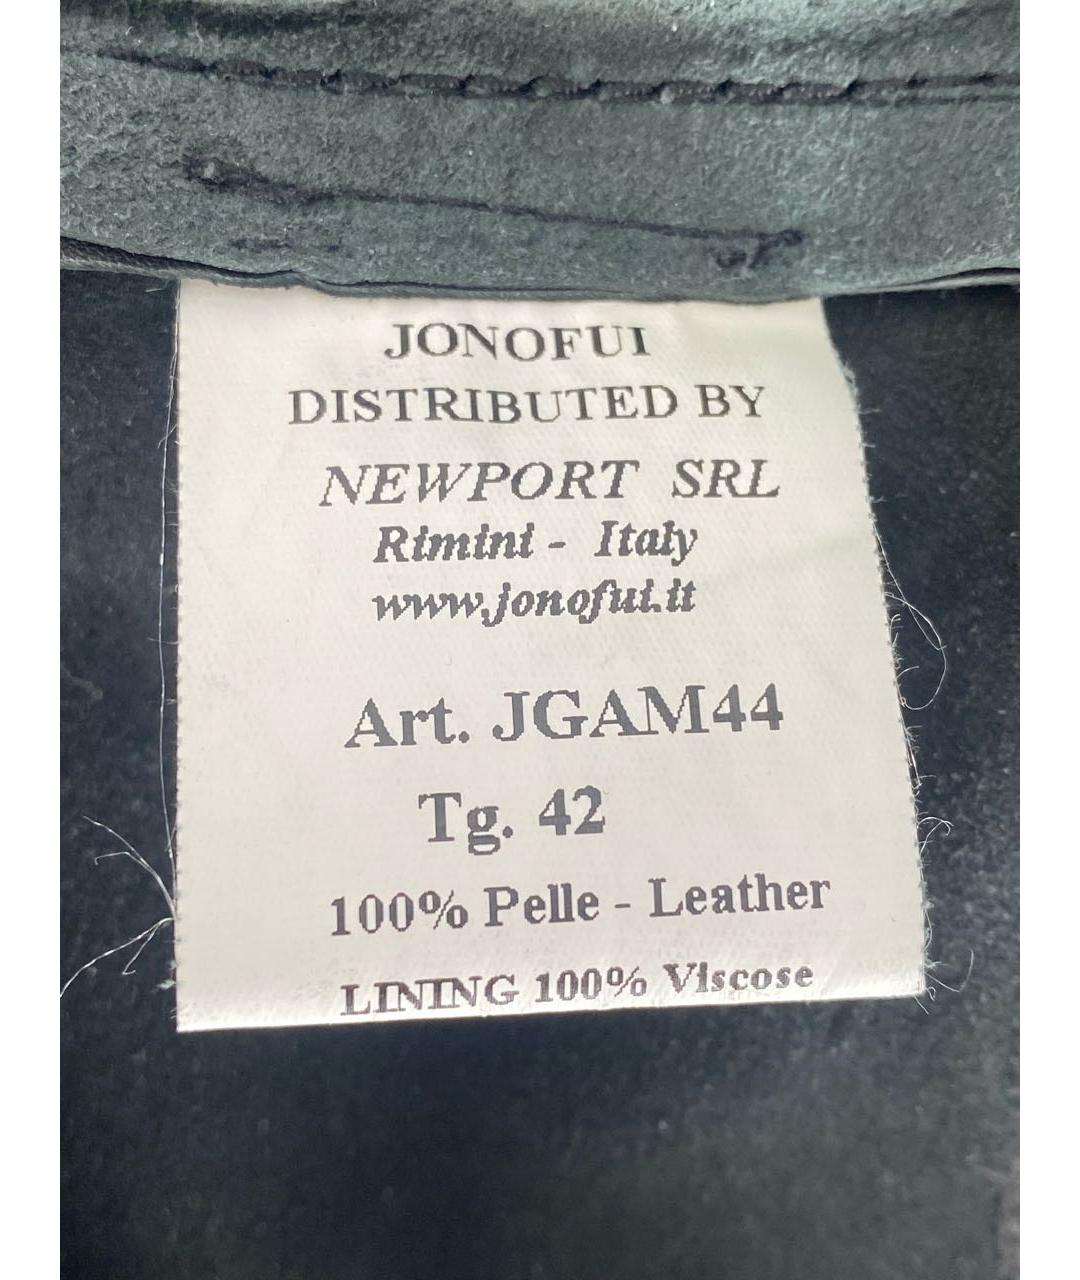 JONOFUI
DISTRIBUTED BY
NEWPORT SRL
Rimini - Italy
www.jonofui.it
Art. JGAM44
Tg. 42
100% Pelle - Leather
LINING 100% Viscose